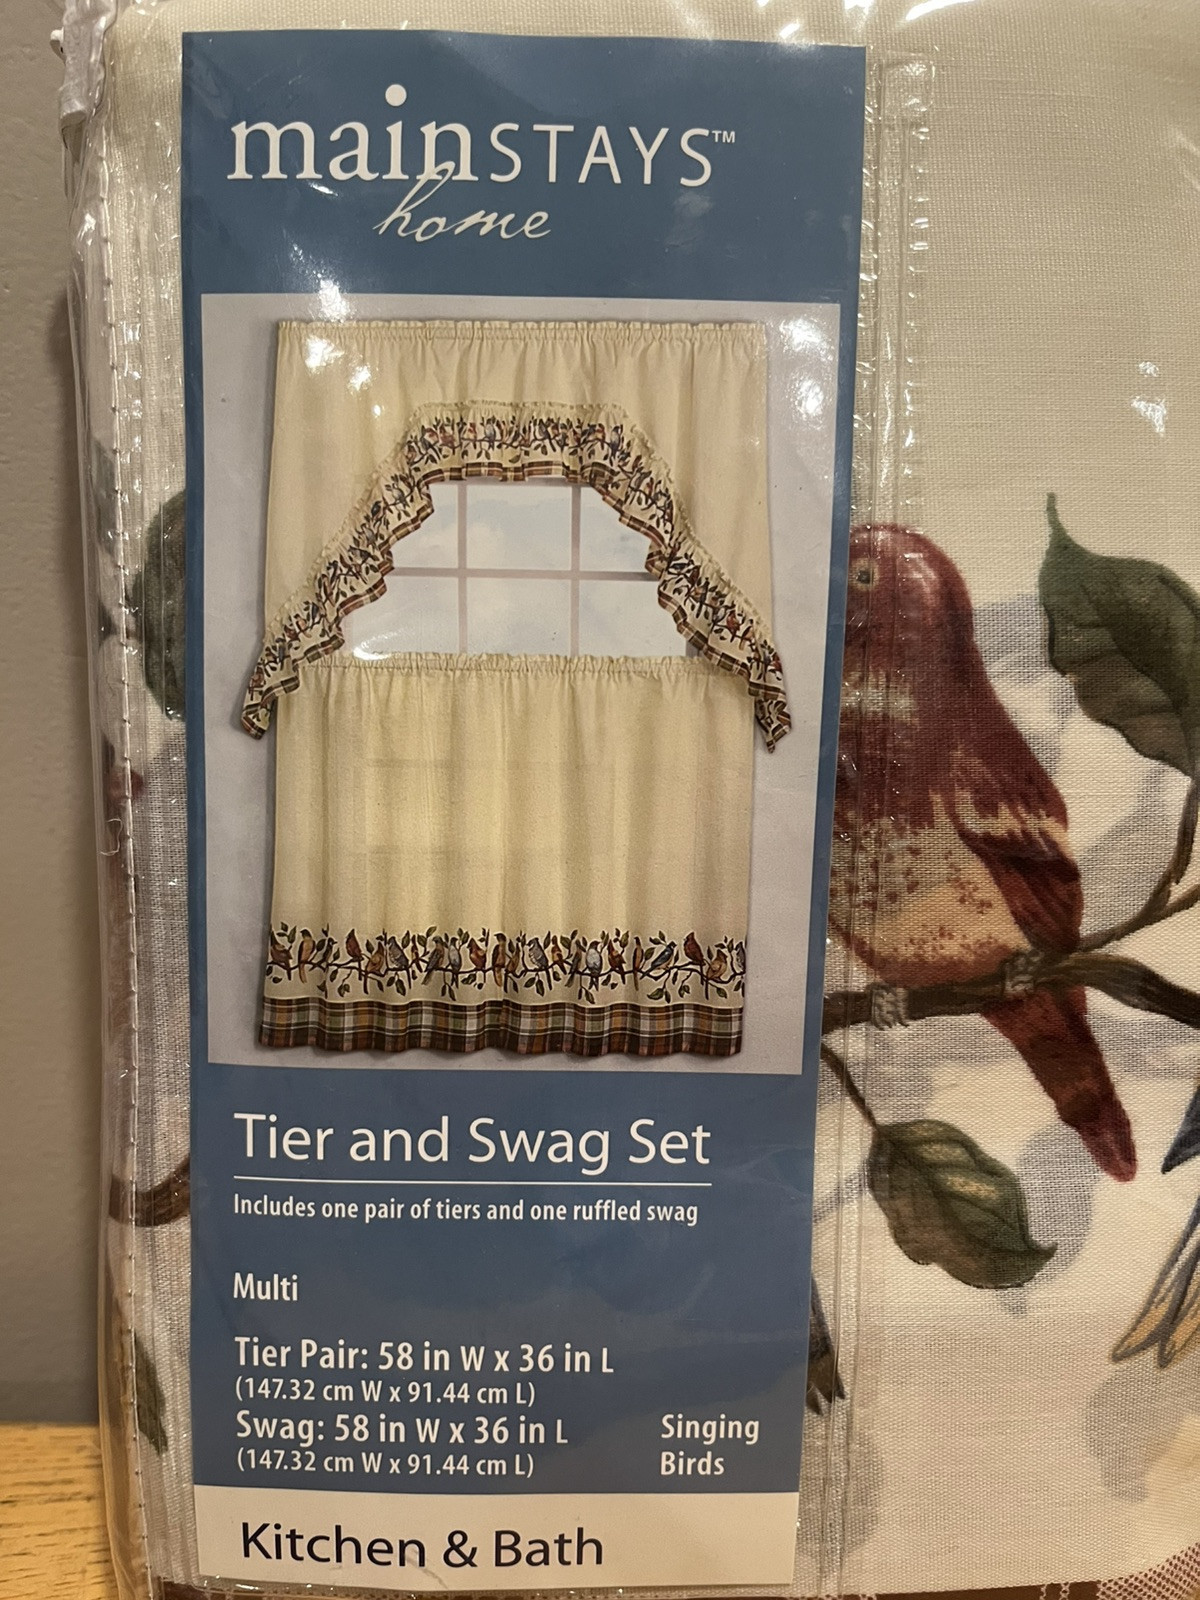 mainSTAYS™
home
Tier and Swag Set
Includes one pair of tiers and one ruffled swag
Multi
Tier Pair: 58 in W x 36 in L
(147.32 cm W x 91.44 cm L)
Swag: 58 in W x 36 in L
(147.32 cm W x 91.44 cm L)
Singing
Birds
Kitchen & Bath